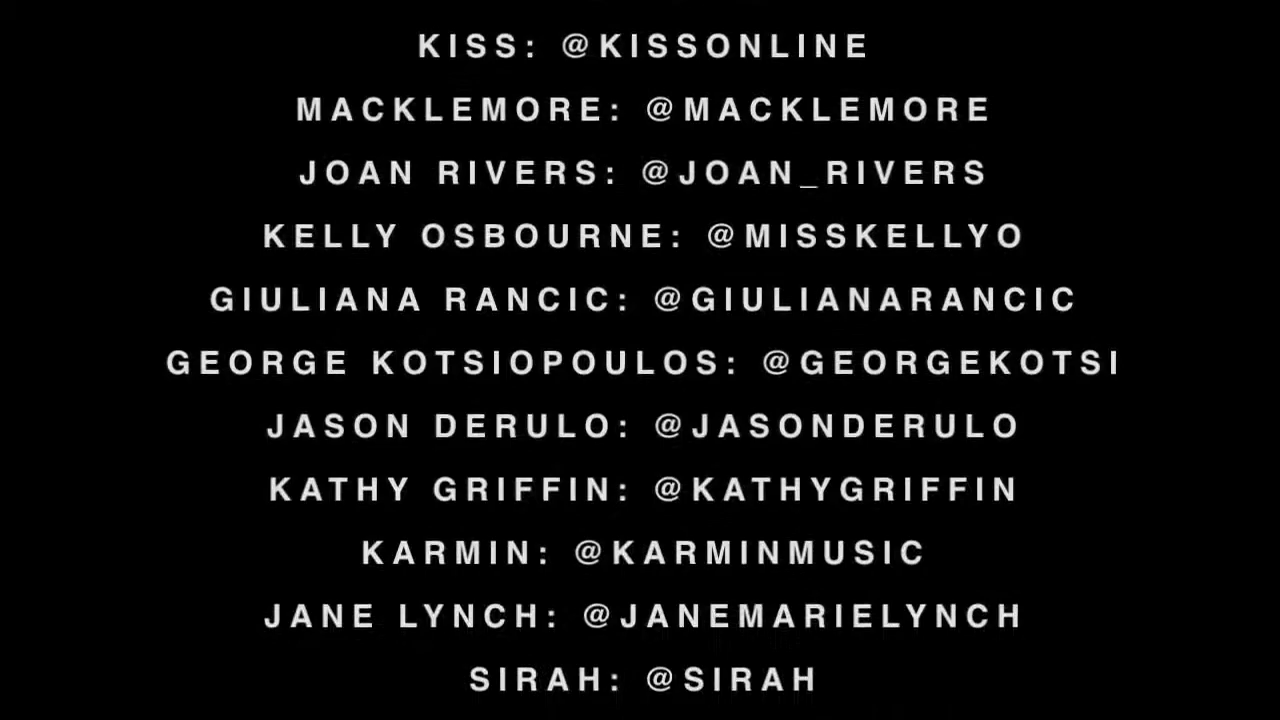 KISS: @KISSONLINE
MACKLEMORE: @MACKLEMORE
JOAN RIVERS: @JOAN_RIVERS
KELLY OSBOURNE: @MISSKELLYO
GIULIANA RANCIC: @GIULIANARANCIC
GEORGE KOTSIOPOULOS: @GEORGEKOTSI
JASON DERULO: @JASONDERULO
KATHY GRIFFIN: @KATHYGRIFFIN
KARMIN: @KARMINMUSIC
JANE LYNCH: @JANEMARIELYNCH
SIRAH: @SIRAH